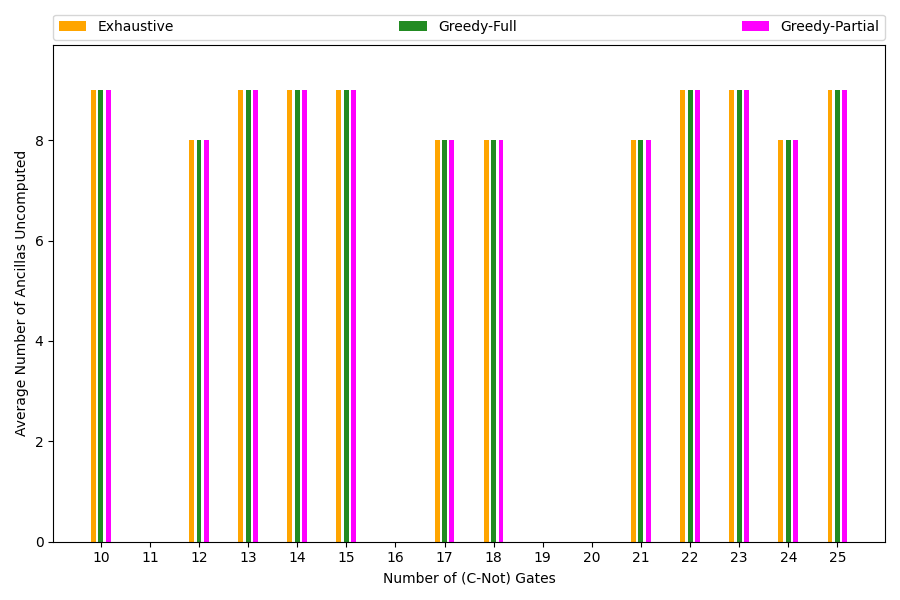 Exhaustive Greedy-Full Greedy-Partial
Average Number of Ancillas Uncomputed
8
6
4
2
0
10 11 12 13 14 15 16 17 18 19 20 21 22 23 24 25
Number of (C-Not) Gates